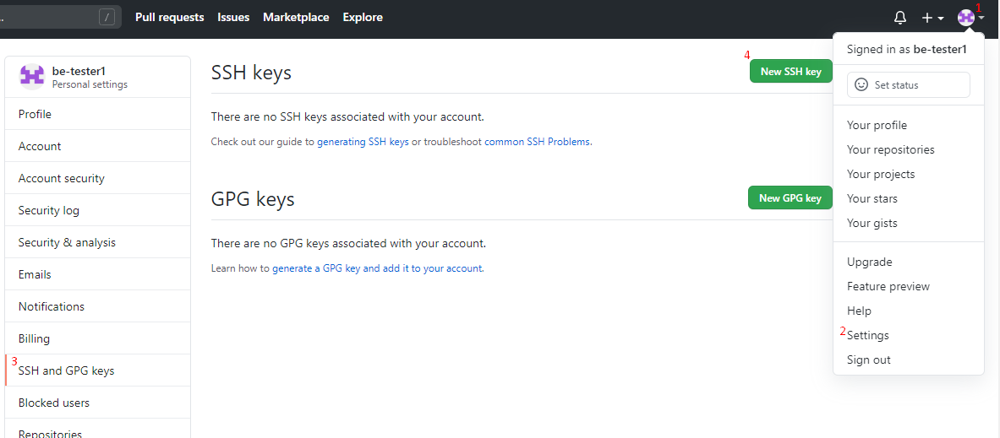 .. / Pull requests Issues Marketplace Explore 1
be-tester1
Personal settings
Profile
Account
Account security
Security log
Security & analysis
Emails
Notifications
Billing
3
SSH and GPG keys
Blocked users
Repositories
SSH keys
4
New SSH key
There are no SSH keys associated with your account.
Check out our guide to generating SSH keys or troubleshoot common SSH Problems.
GPG keys
New GPG key
There are no GPG keys associated with your account.
Learn how to generate a GPG key and add it to your account.
Signed in as be-tester1
Set status
Your profile
Your repositories
Your projects
Your stars
Your gists
Upgrade
Feature preview
Help
2 Settings
Sign out